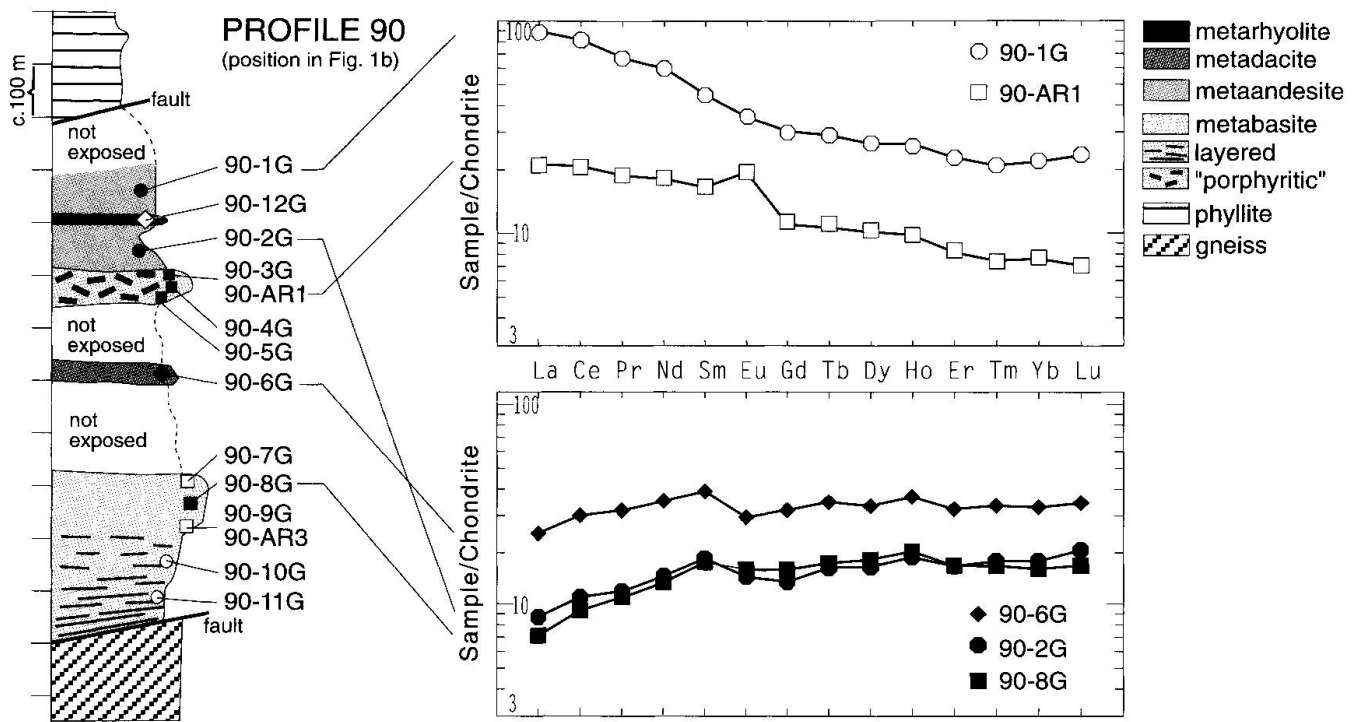 PROFILE 90
(position in Fig. 1b)
c.100 m
fault
not
exposed
90-1G
90-12G
90-2G
90-3G
90-AR1
90-4G
90-5G
not
exposed
90-6G
not
exposed
90-7G
90-8G
90-9G
90-AR3
90-10G
90-11G
fault
Sample/Chondrite
100
10
3
90-1G
90-AR1
La Ce Pr Nd Sm Eu Gd Tb Dy Ho Er Tm Yb Lu
Sample/Chondrite
100
10
3
90-6G
90-2G
90-8G
metarhyolite
metadacite
metaandesite
metabasite
layered
"porphyritic"
phyllite
gneiss